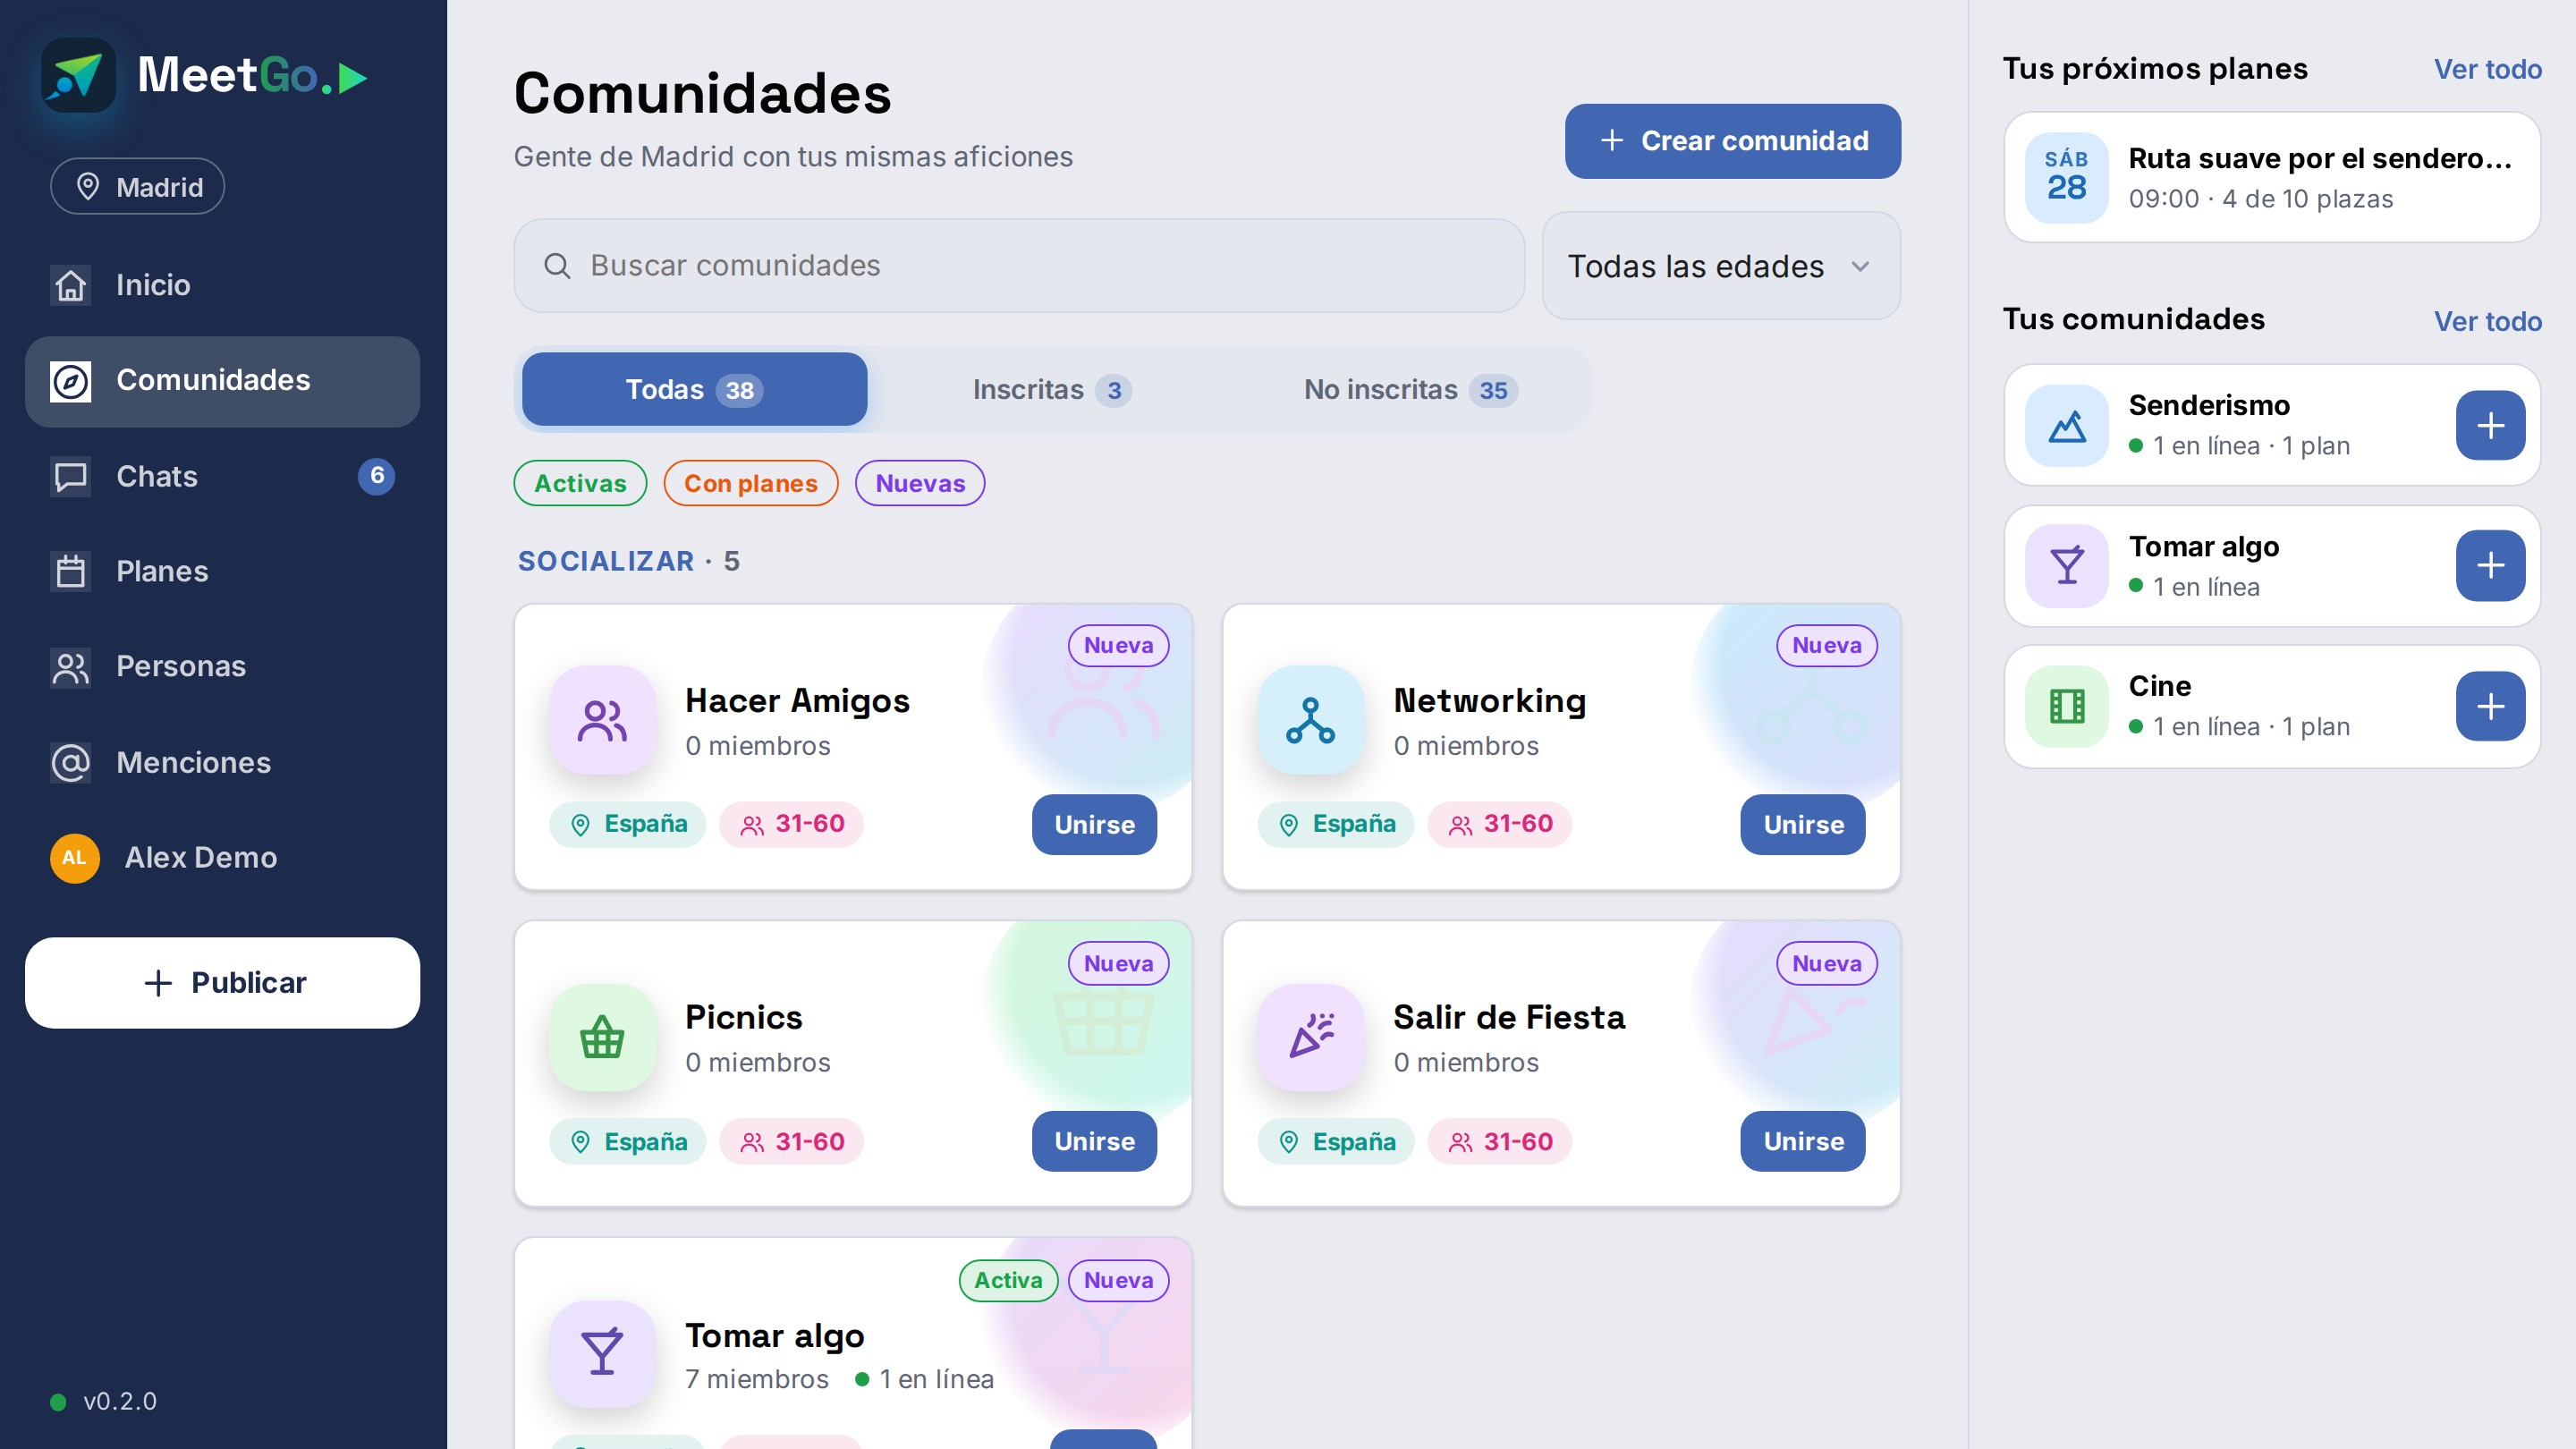 MeetGo.
Madrid
Inicio
Comunidades
Chats 6
Planes
Personas
Menciones
AL Alex Demo
+ Publicar
v0.2.0
Comunidades
Gente de Madrid con tus mismas aficiones
+ Crear comunidad
Buscar comunidades
Todas las edades
Todas 38
Inscritas 3
No inscritas 35
Activas
Con planes
Nuevas
SOCIALIZAR · 5
Nueva
Hacer Amigos
0 miembros
España
31-60
Unirse
Nueva
Networking
0 miembros
España
31-60
Unirse
Nueva
Picnics
0 miembros
España
31-60
Unirse
Nueva
Salir de Fiesta
0 miembros
España
31-60
Unirse
Activa
Nueva
Tomar algo
7 miembros 1 en línea
Tus próximos planes
Ver todo
SÁB
28
Ruta suave por el sendero...
09:00 · 4 de 10 plazas
Tus comunidades
Ver todo
Senderismo
1 en línea · 1 plan
Tomar algo
1 en línea
Cine
1 en línea · 1 plan